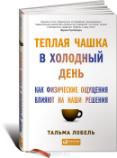 ТЕПЛАЯ ЧАШКА
В ХОЛОДНЫЙ
ДЕНЬ
КАК ФИЗИЧЕСКИЕ ОЩУЩЕНИЯ
ВЛИЯЮТ НА НАШИ РЕШЕНИЯ
ТАЛЬМА ЛОБЕЛЬ